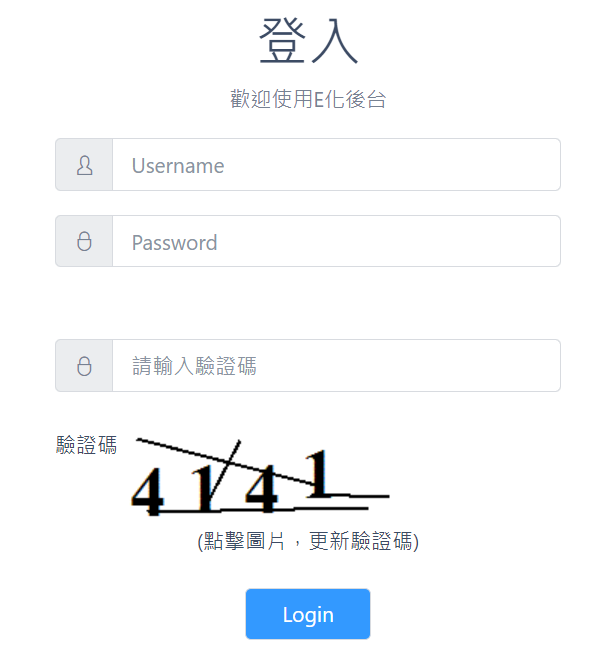 登入
歡迎使用E化後台
Username
Password
請輸入驗證碼
驗證碼 4141
(點擊圖片，更新驗證碼)
Login